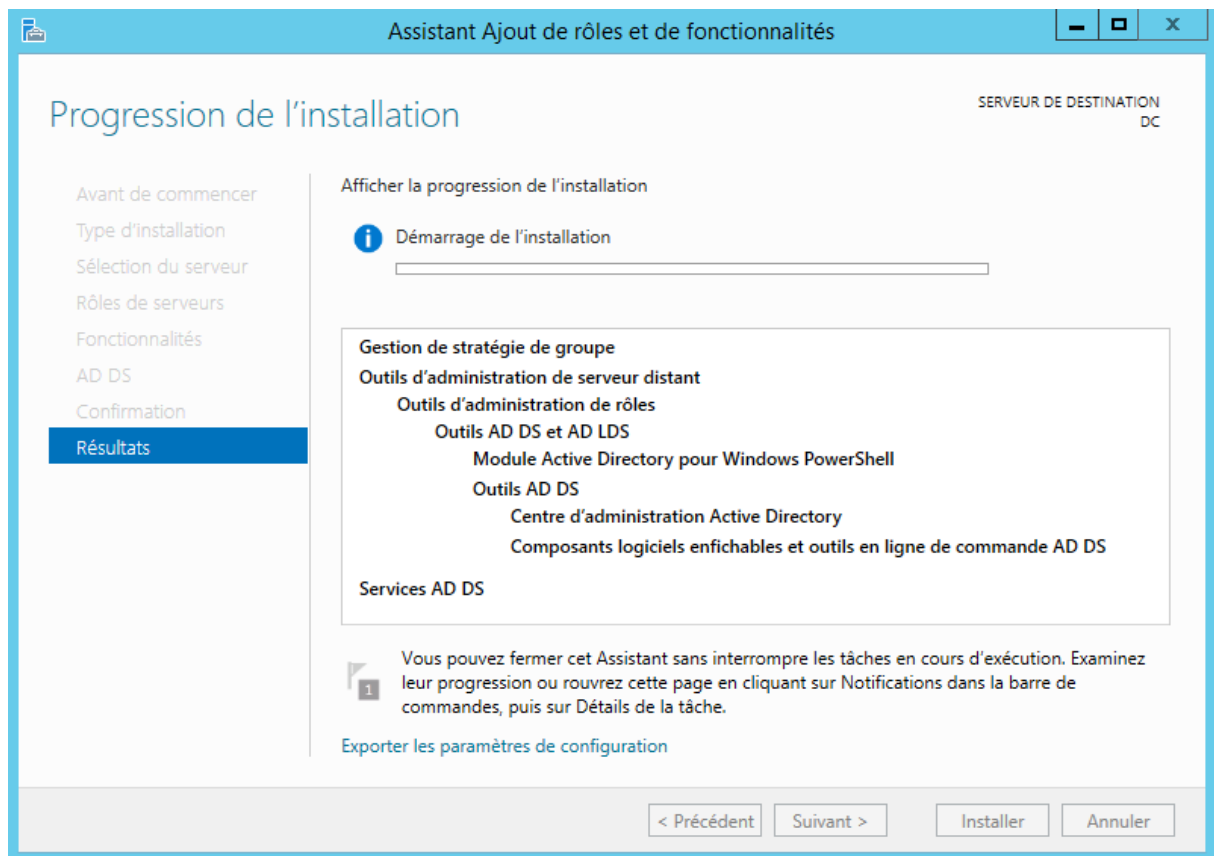 Assistant Ajout de rôles et de fonctionnalités
Progression de l'installation
SERVEUR DE DESTINATION
DC
Avant de commencer
Type d'installation
Sélection du serveur
Rôles de serveurs
Fonctionnalités
AD DS
Confirmation
Résultats
Afficher la progression de l'installation
Démarrage de l'installation
Gestion de stratégie de groupe
Outils d'administration de serveur distant
Outils d'administration de rôles
Outils AD DS et AD LDS
Module Active Directory pour Windows PowerShell
Outils AD DS
Centre d'administration Active Directory
Composants logiciels enfichables et outils en ligne de commande AD DS
Services AD DS
1
Vous pouvez fermer cet Assistant sans interrompre les tâches en cours d'exécution. Examinez
leur progression ou rouvrez cette page en cliquant sur Notifications dans la barre de
commandes, puis sur Détails de la tâche.
Exporter les paramètres de configuration
< Précédent
Suivant >
Installer
Annuler